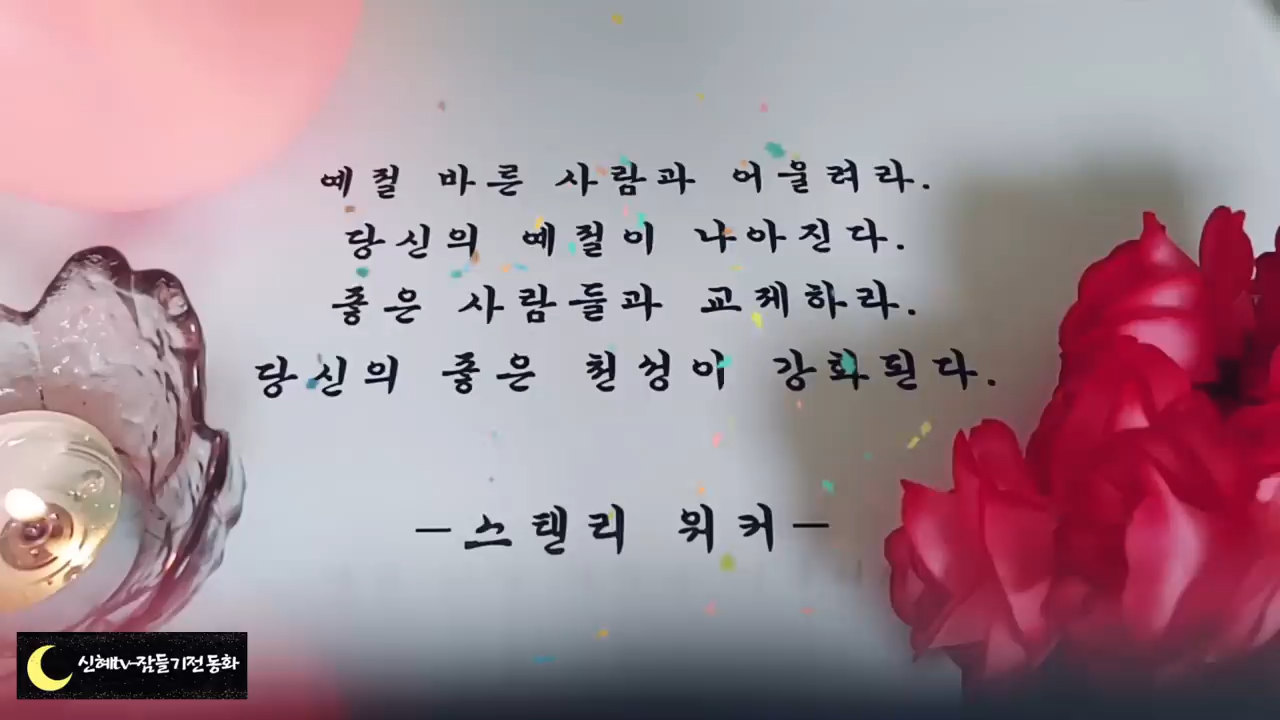 예절 바른 사람과 어울려라.
당신의 예절이 나아진다.
좋은 사람들과 교제하라.
당신의 좋은 천성이 강화된다.
-스탠리 워커-
신혜tv-잠들기전 동화